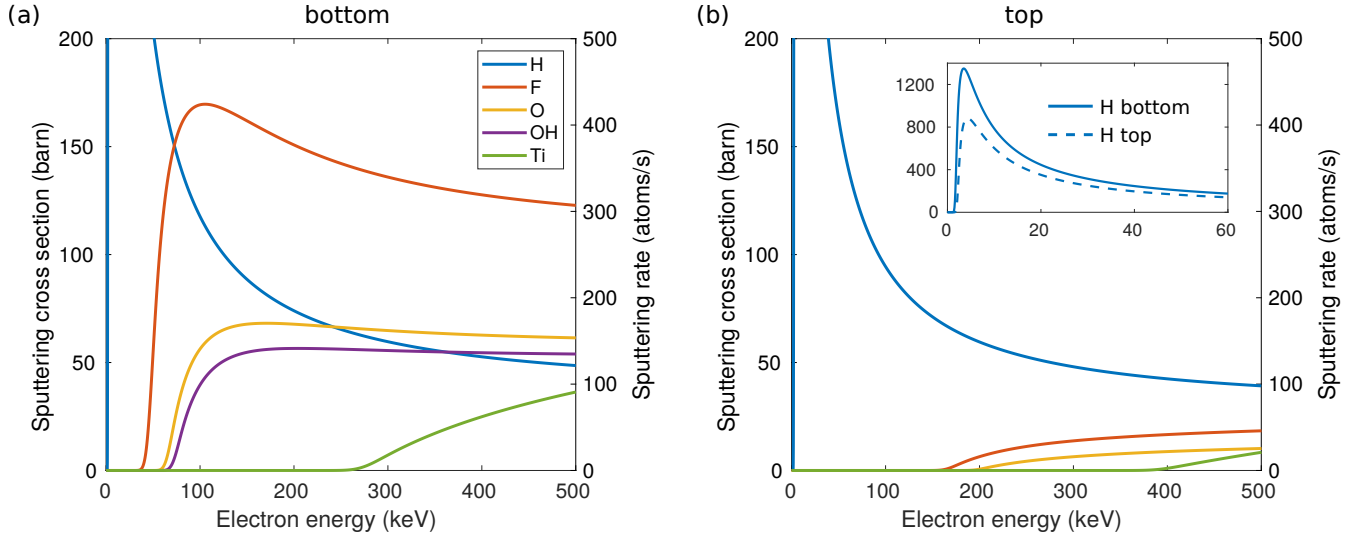 (a)
bottom
200
150
100
50
0
0
100
200
300
400
500
Electron energy (keV)
Sputtering cross section (barn)
500
400
300
200
100
0
Sputtering rate (atoms/s)
H
F
O
OH
Ti
(b)
top
200
150
100
50
0
0
100
200
300
400
500
Electron energy (keV)
Sputtering cross section (barn)
500
400
300
200
100
0
Sputtering rate (atoms/s)
1200
800
400
0
0
20
40
60
H bottom
H top